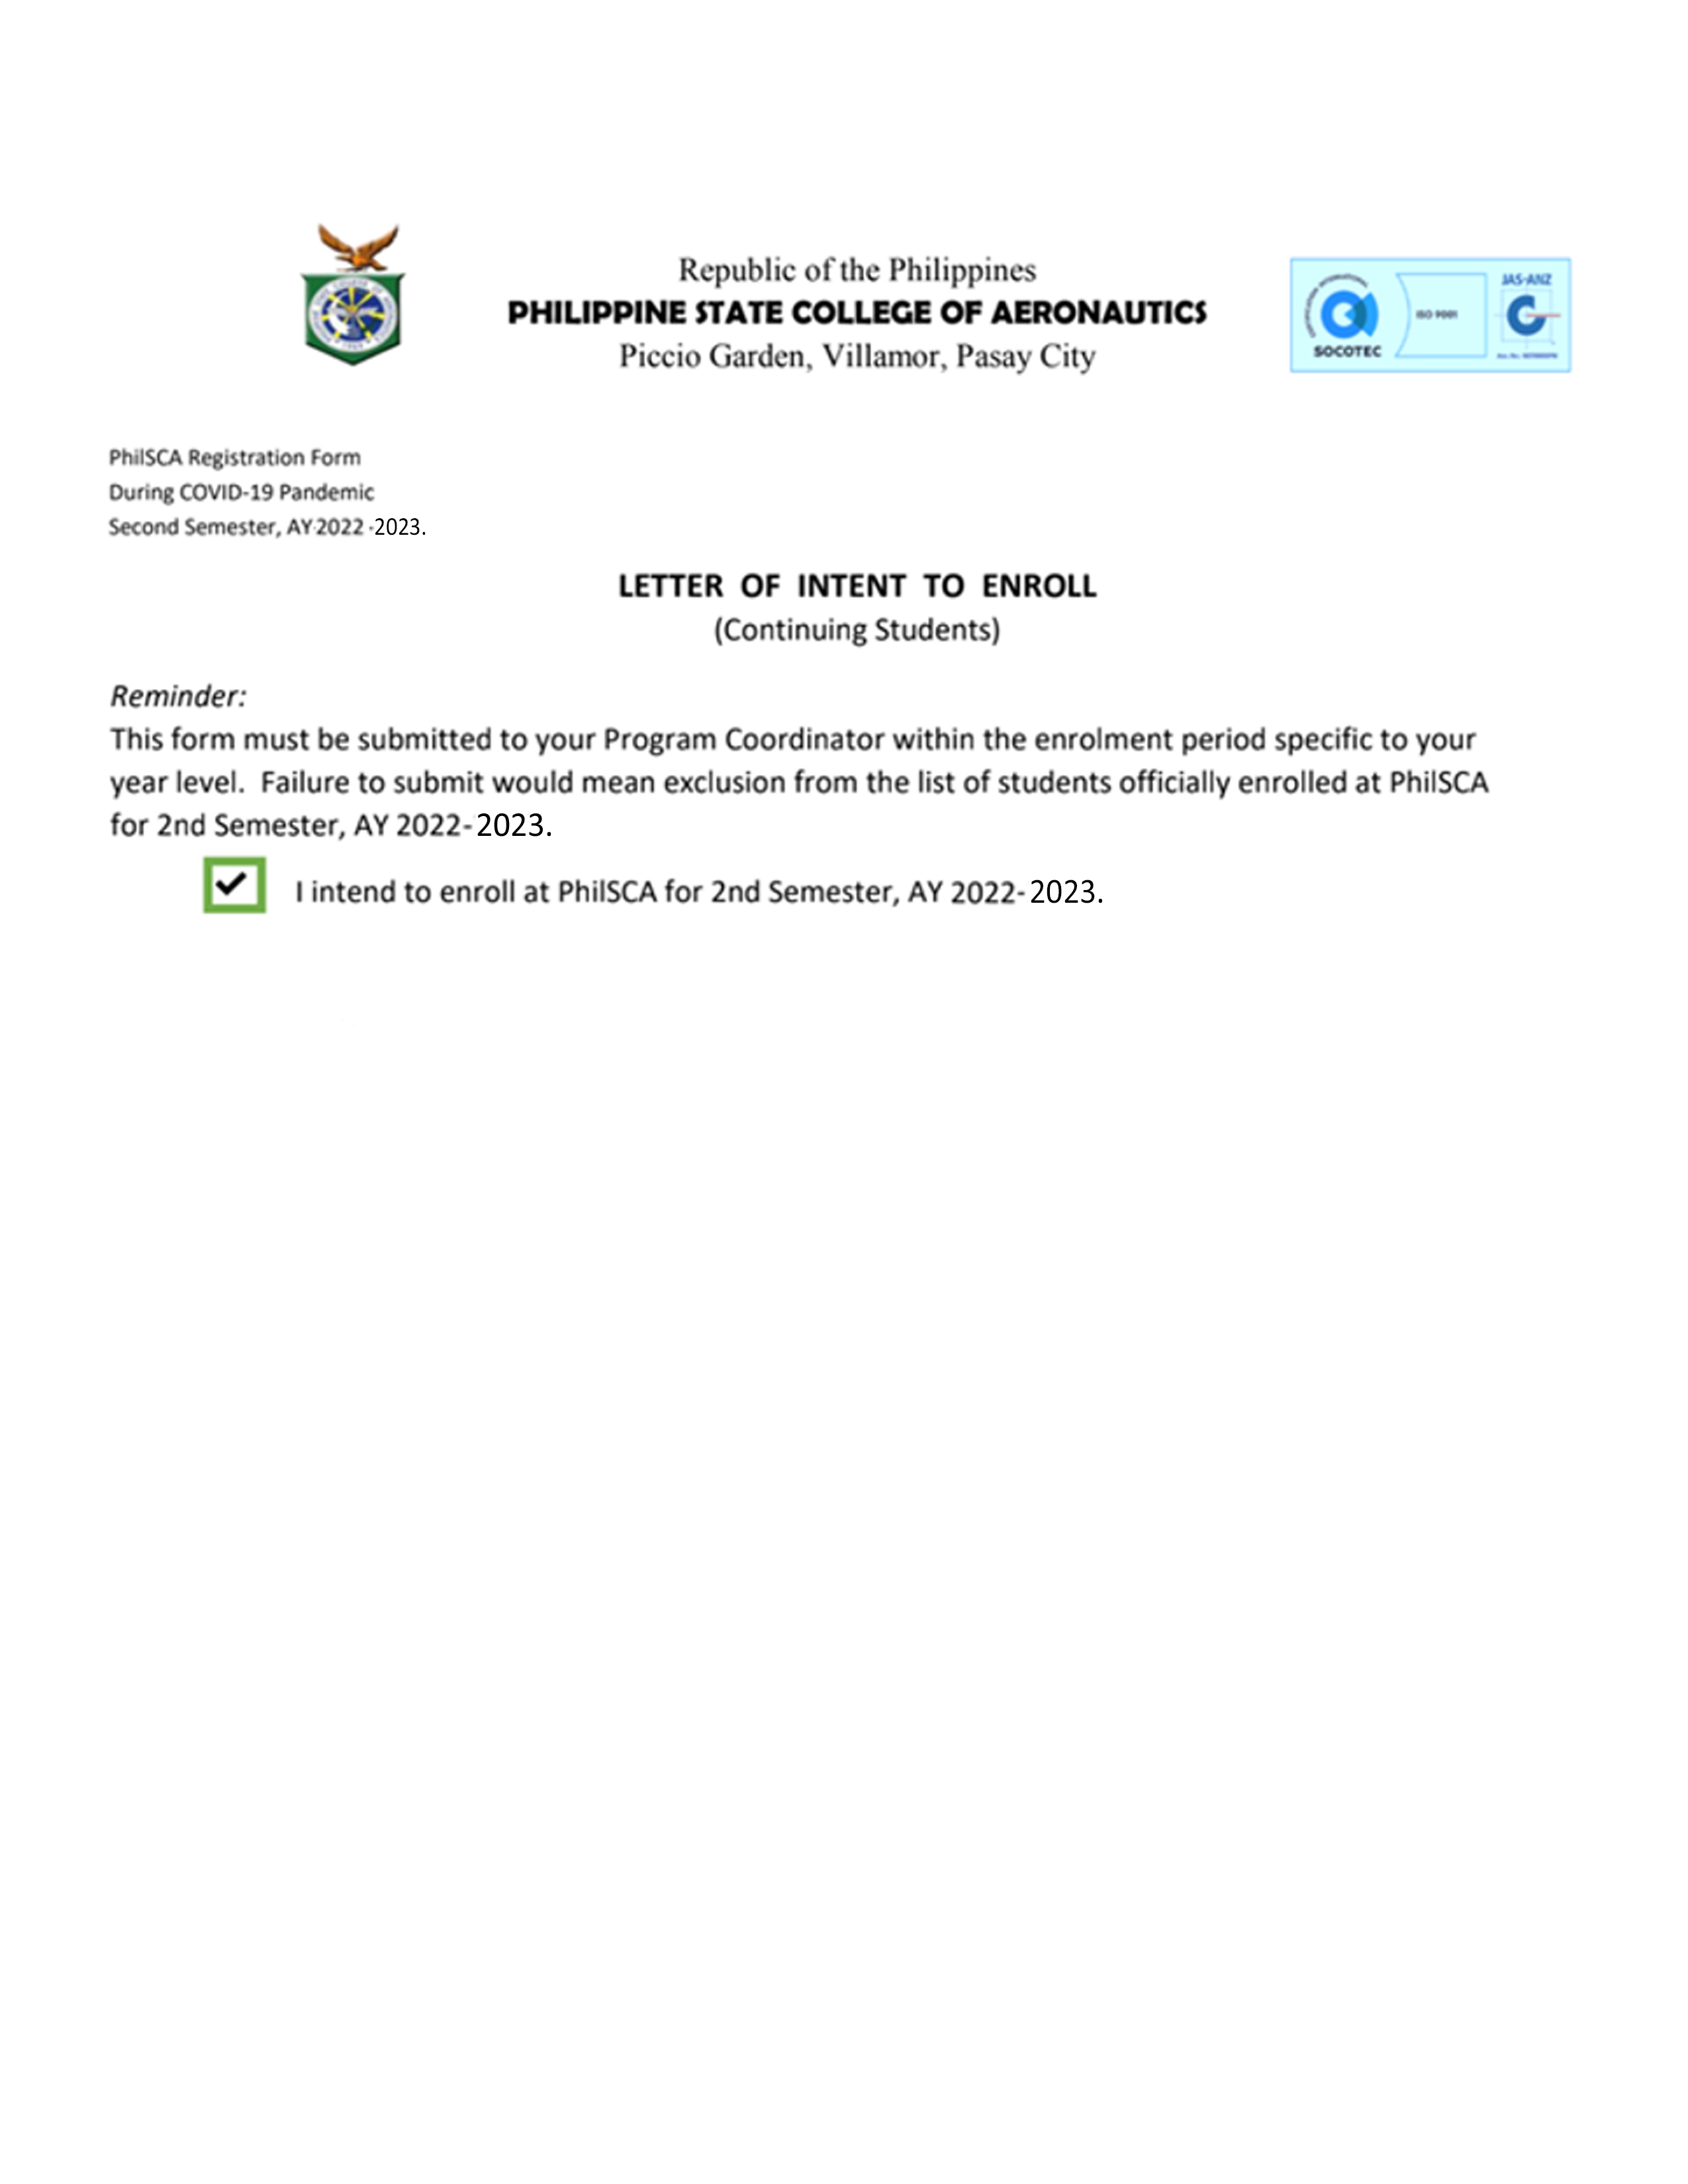 Republic of the Philippines
PHILIPPINE STATE COLLEGE OF AERONAUTICS
Piccio Garden, Villamor, Pasay City
SOCOTEC
ISO 9001
JAS-ANZ
PhilSCA Registration Form
During COVID-19 Pandemic
Second Semester, AY 2022 -2023.
LETTER OF INTENT TO ENROLL
(Continuing Students)
Reminder:
This form must be submitted to your Program Coordinator within the enrolment period specific to your
year level. Failure to submit would mean exclusion from the list of students officially enrolled at PhilSCA
for 2nd Semester, AY 2022-2023.
I intend to enroll at PhilSCA for 2nd Semester, AY 2022-2023.